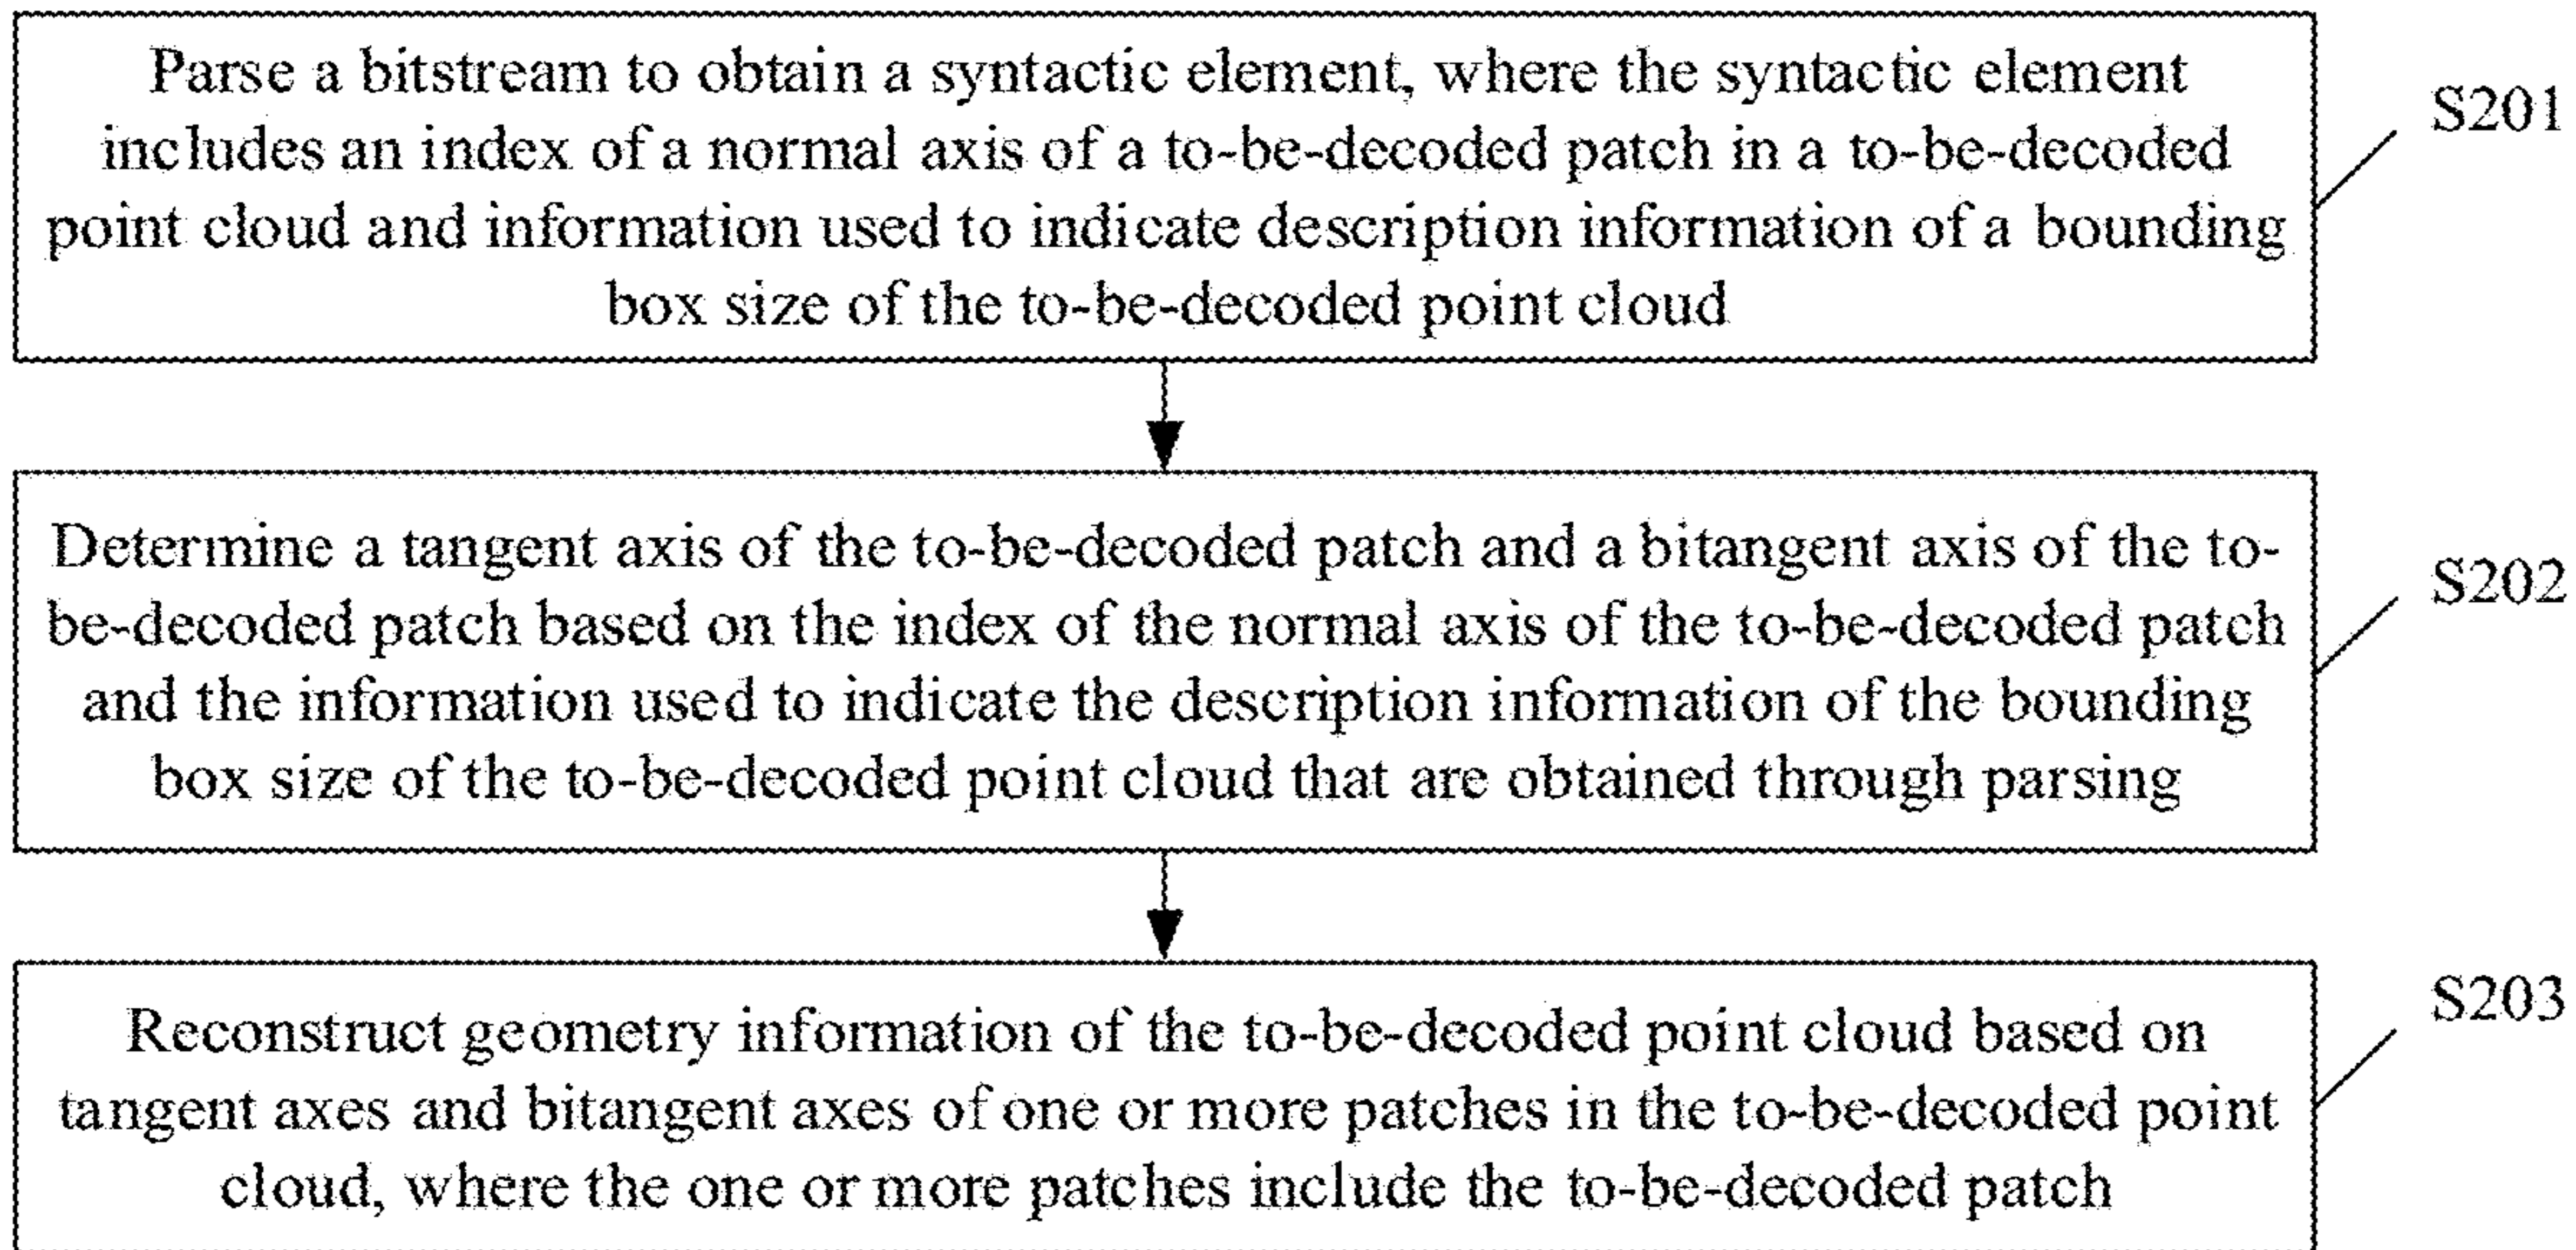 Parse a bitstream to obtain a syntactic element, where the syntactic element
includes an index of a normal axis of a to-be-decoded patch in a to-be-decoded
point cloud and information used to indicate description information of a bounding
box size of the to-be-decoded point cloud
S201
Determine a tangent axis of the to-be-decoded patch and a bitangent axis of the to-
be-decoded patch based on the index of the normal axis of the to-be-decoded patch
and the information used to indicate the description information of the bounding
box size of the to-be-decoded point cloud that are obtained through parsing
S202
Reconstruct geometry information of the to-be-decoded point cloud based on
tangent axes and bitangent axes of one or more patches in the to-be-decoded point
cloud, where the one or more patches include the to-be-decoded patch
S203